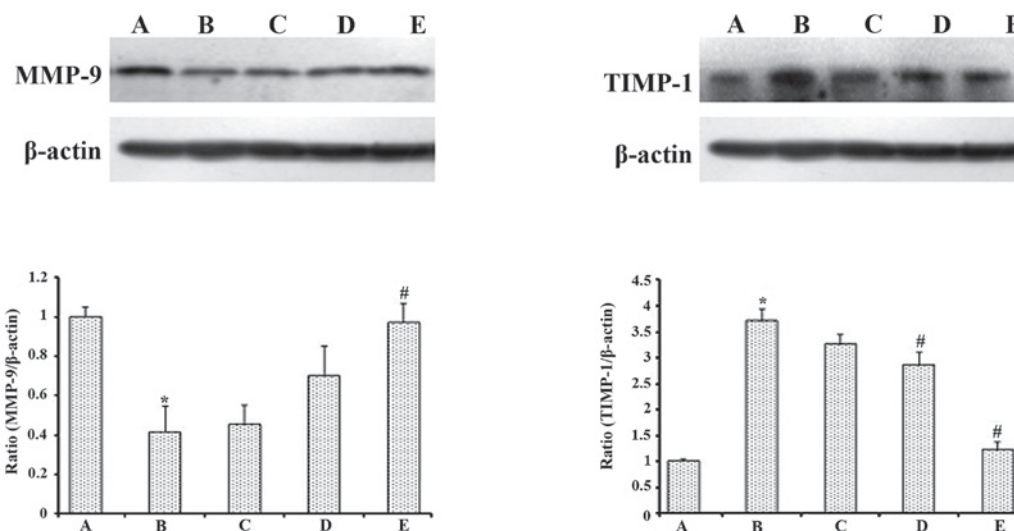 A B C D E
MMP-9
β-actin
A B C D E
TIMP-1
β-actin
Ratio (MMP-9/β-actin)
1.2
1
0.8
0.6
0.4
0.2
0
*
#
A B C D E
Ratio (TIMP-1/β-actin)
4.5
4
3.5
3
2.5
2
1.5
1
0.5
0
*
#
#
A B C D E